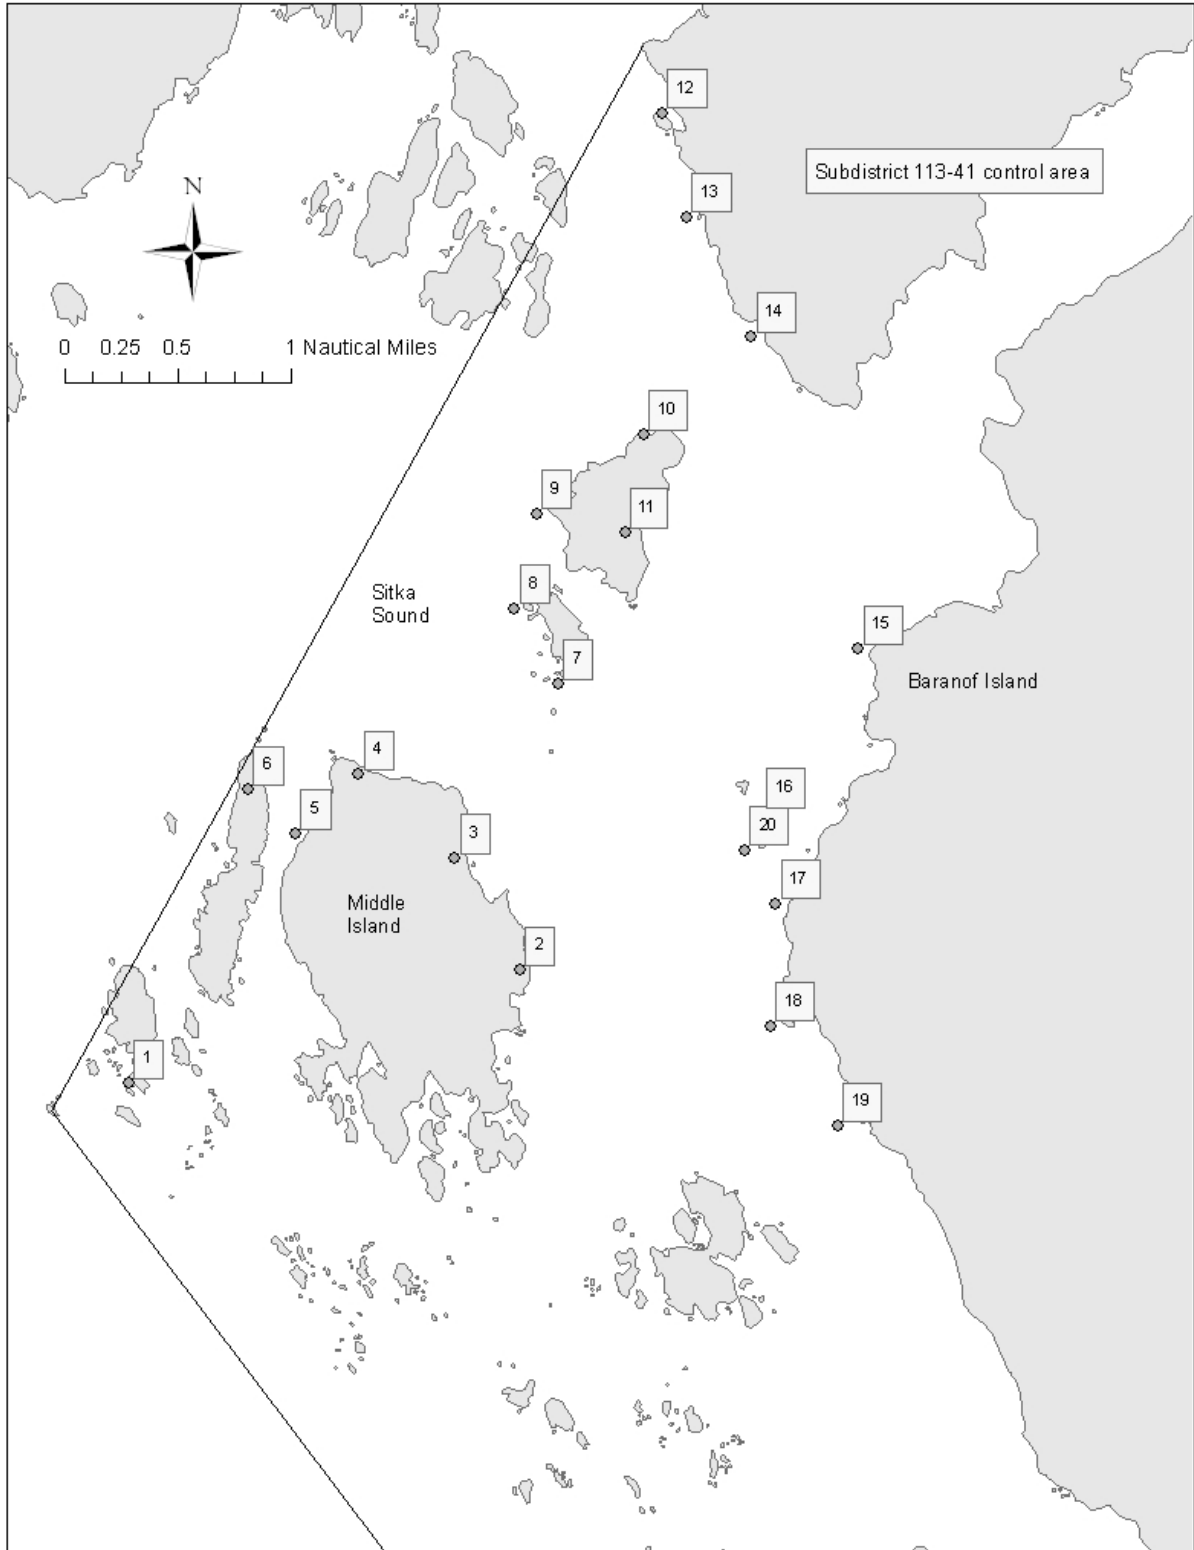 12
Subdistrict 113-41 control area
N
13
14
0 0.25 0.5 1 Nautical Miles
10
9
11
8
Sitka
Sound
15
7
Baranof Island
4
6
16
5
20
3
17
Middle
Island
2
18
1
19